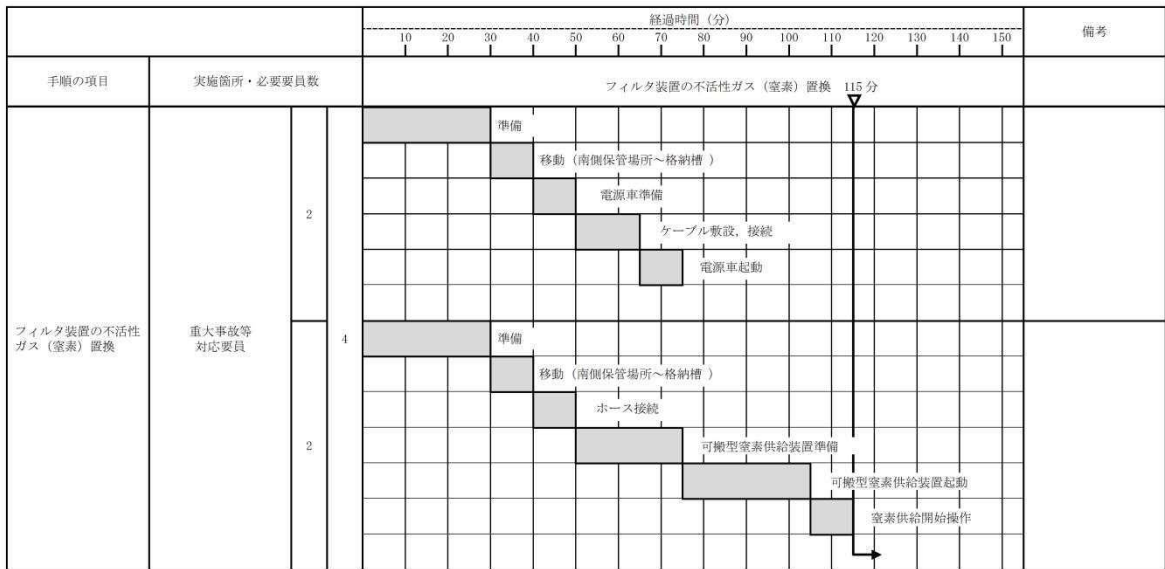 経過時間（分）
備考
10 20 30 40 50 60 70 80 90 100 110 120 130 140 150
手順の項目
実施箇所・必要要員数
フィルタ装置の不活性ガス（窒素）置換 115分
準備
移動（南側保管場所～格納槽 ）
電源車準備
2
ケーブル敷設，接続
電源車起動
フィルタ装置の不活性
ガス（窒素）置換
重大事故等
対応要員
4
準備
移動（南側保管場所～格納槽 ）
ホース接続
2
可搬型窒素供給装置準備
可搬型窒素供給装置起動
窒素供給開始操作